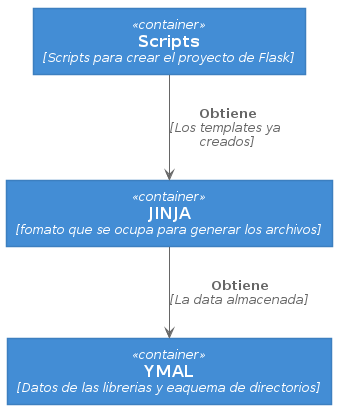 «container»
Scripts
[Scripts para crear el proyecto de Flask]
Obtiene
[Los templates ya
creados]
«container»
JINJA
[fomato que se ocupa para generar los archivos]
Obtiene
[La data almacenada]
«container»
YMAL
[Datos de las librerias y eaquema de directorios]